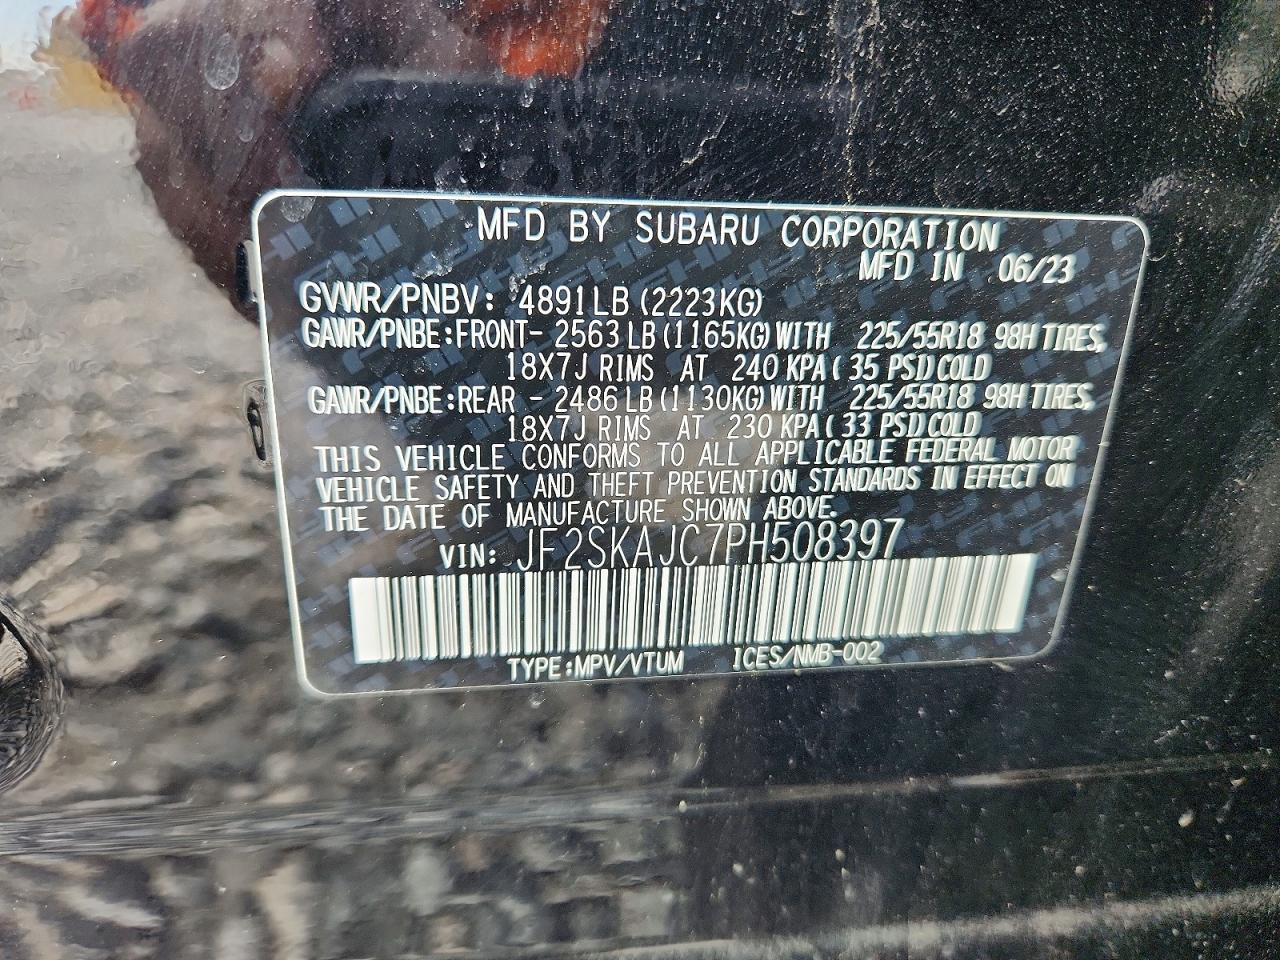 MFD BY SUBARU CORPORATION
MFD IN 06/23
GVWR/PNBV: 4891LB (2223KG)
GAWR/PNBE:FRONT- 2563 LB (1165KG) WITH 225/55R18 98H TIRES,
18X7J RIMS AT 240 KPA ( 35 PSI) COLD
GAWR/PNBE:REAR - 2486 LB (1130KG) WITH 225/55R18 98H TIRES,
18X7J RIMS AT 230 KPA (33 PSI) COLD
THIS VEHICLE CONFORMS TO ALL APPLICABLE FEDERAL MOTOR
VEHICLE SAFETY AND THEFT PREVENTION STANDARDS IN EFFECT ON
THE DATE OF MANUFACTURE SHOWN ABOVE.
VIN: JF2SKAJC7PH508397
TYPE:MPV/VTUM ICES/NMB-002